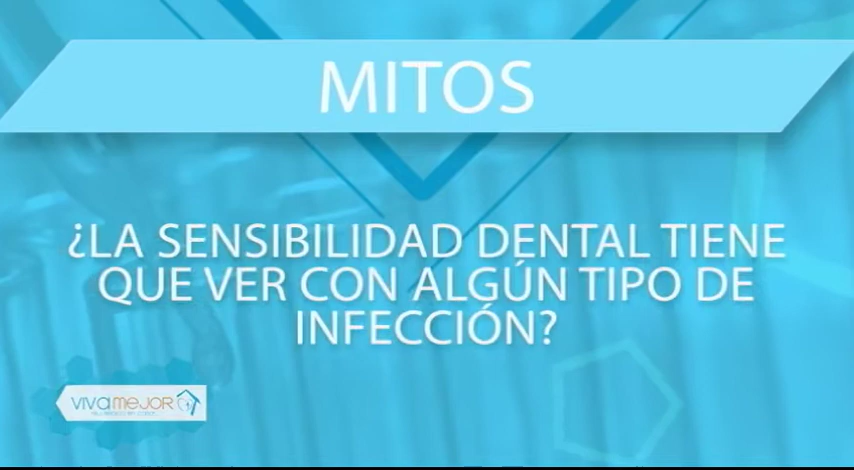 MITOS
¿LA SENSIBILIDAD DENTAL TIENE
QUE VER CON ALGÚN TIPO DE
INFECCIÓN?
VIVAMEJOR